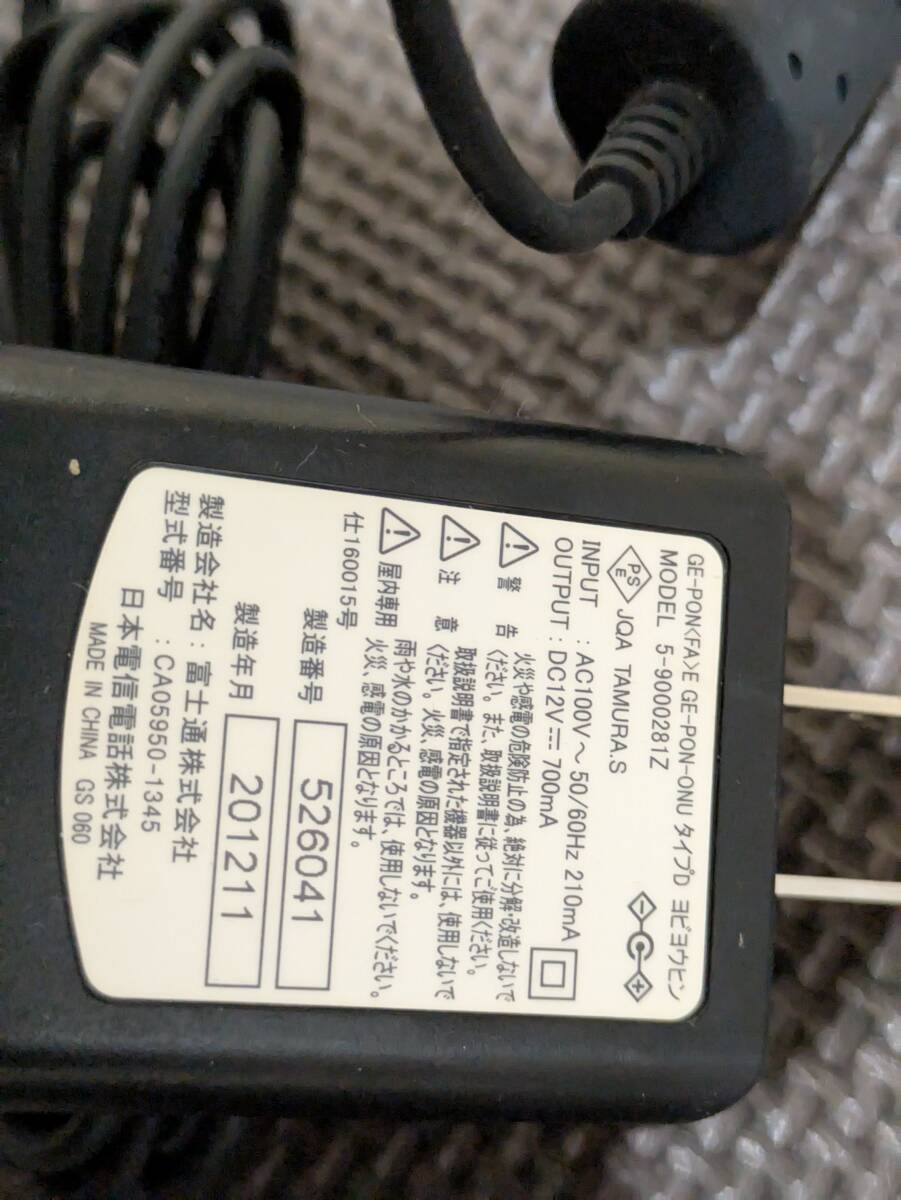 GE-PON<FA>E GE-PON-ONU タイプD ヨビヨウヒン
MODEL 5-9000281Z
PS E JQA TAMURA.S
INPUT : AC100V～ 50/60Hz 210mA
OUTPUT : DC12V⎓ 700mA
警告 火災や感電の危険防止の為、絶対に分解・改造しないで
ください。また、取扱説明書に従ってご使用ください。
注意 取扱説明書で指定された機器以外には、使用しないで
ください。火災、感電の原因となります。
屋内専用 雨や水のかかるところでは、使用しないでください。
火災、感電の原因となります。
仕160015号
製造番号 526041
製造年月 201211
製造会社名：富士通株式会社
型式番号 : CA05950-1345
日本電信電話株式会社
MADE IN CHINA GS 060